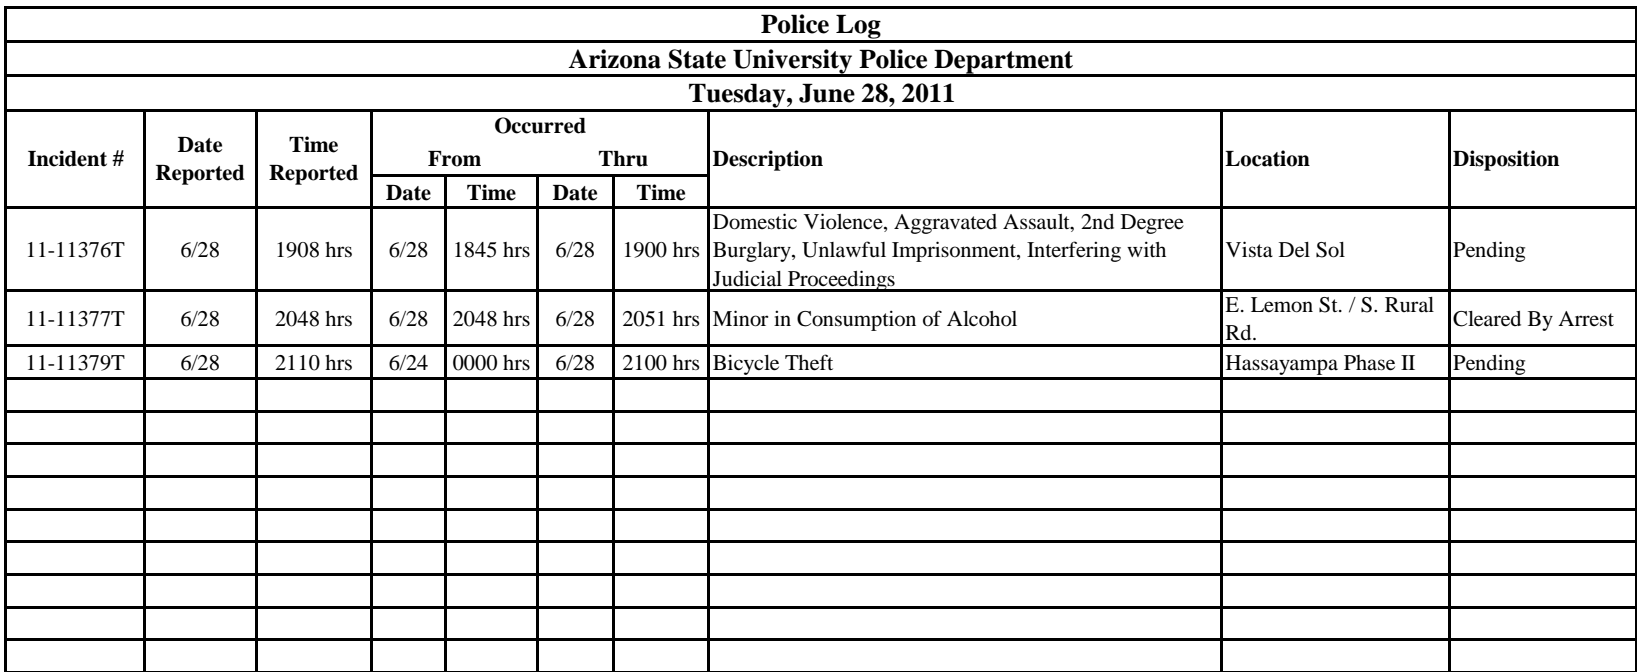 Police Log
Arizona State University Police Department
Tuesday, June 28, 2011
Incident # Date Reported Time Reported Occurred Description Location Disposition
From Thru
Date Time Date Time
11-11376T 6/28 1908 hrs 6/28 1845 hrs 6/28 1900 hrs Domestic Violence, Aggravated Assault, 2nd Degree
Burglary, Unlawful Imprisonment, Interfering with
Judicial Proceedings Vista Del Sol Pending
11-11377T 6/28 2048 hrs 6/28 2048 hrs 6/28 2051 hrs Minor in Consumption of Alcohol E. Lemon St. / S. Rural
Rd. Cleared By Arrest
11-11379T 6/28 2110 hrs 6/24 0000 hrs 6/28 2100 hrs Bicycle Theft Hassayampa Phase II Pending